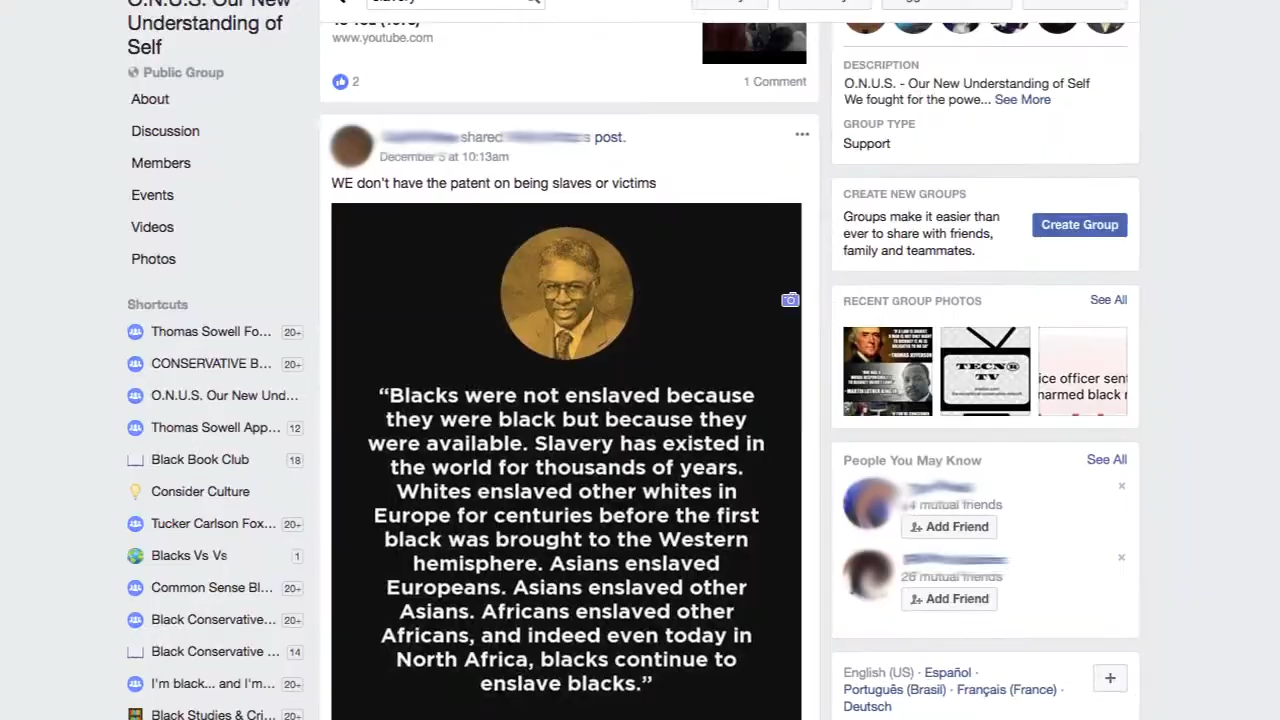 O.N.U.S. Our New
Understanding of
Self
Public Group
About
Discussion
Members
Events
Videos
Photos
Shortcuts
Thomas Sowell Fo... 20+
CONSERVATIVE B... 20+
O.N.U.S. Our New Und...
Thomas Sowell App... 12
Black Book Club 18
Consider Culture
Tucker Carlson Fox... 20+
Blacks Vs Vs 1
Common Sense Bl... 20+
Black Conservative... 20+
Black Conservative ... 14
I'm black... and I'm... 20+
Black Studies & Cri... 20+
www.youtube.com
2
1 Comment
shared
post.
December 5 at 10:13am
WE don't have the patent on being slaves or victims
“Blacks were not enslaved because
they were black but because they
were available. Slavery has existed in
the world for thousands of years.
Whites enslaved other whites in
Europe for centuries before the first
black was brought to the Western
hemisphere. Asians enslaved
Europeans. Asians enslaved other
Asians. Africans enslaved other
Africans, and indeed even today in
North Africa, blacks continue to
enslave blacks.”
DESCRIPTION
O.N.U.S. - Our New Understanding of Self
We fought for the powe... See More
GROUP TYPE
Support
CREATE NEW GROUPS
Groups make it easier than
ever to share with friends,
family and teammates.
Create Group
RECENT GROUP PHOTOS
See All
THOMAS JEFFERSON
TECN®
TV
ice officer sent
narmed black
People You May Know
See All
mutual friends
Add Friend
26 mutual friends
Add Friend
English (US) · Español ·
Português (Brasil) · Français (France) ·
Deutsch